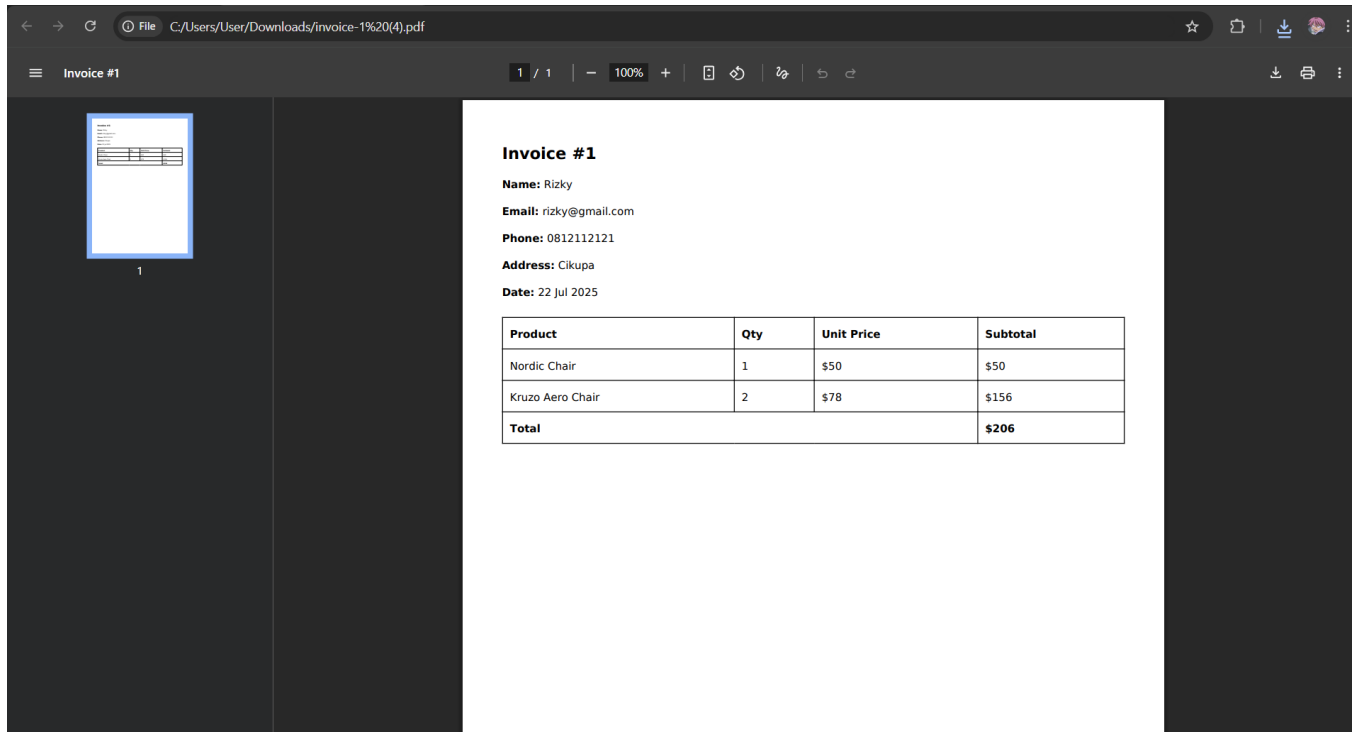 File C:/Users/User/Downloads/invoice-1%20(4).pdf
Invoice #1 1 / 1 100%
1
Invoice #1
Name: Rizky
Email: rizky@gmail.com
Phone: 0812112121
Address: Cikupa
Date: 22 Jul 2025
Product Qty Unit Price Subtotal
Nordic Chair 1 $50 $50
Kruzo Aero Chair 2 $78 $156
Total $206